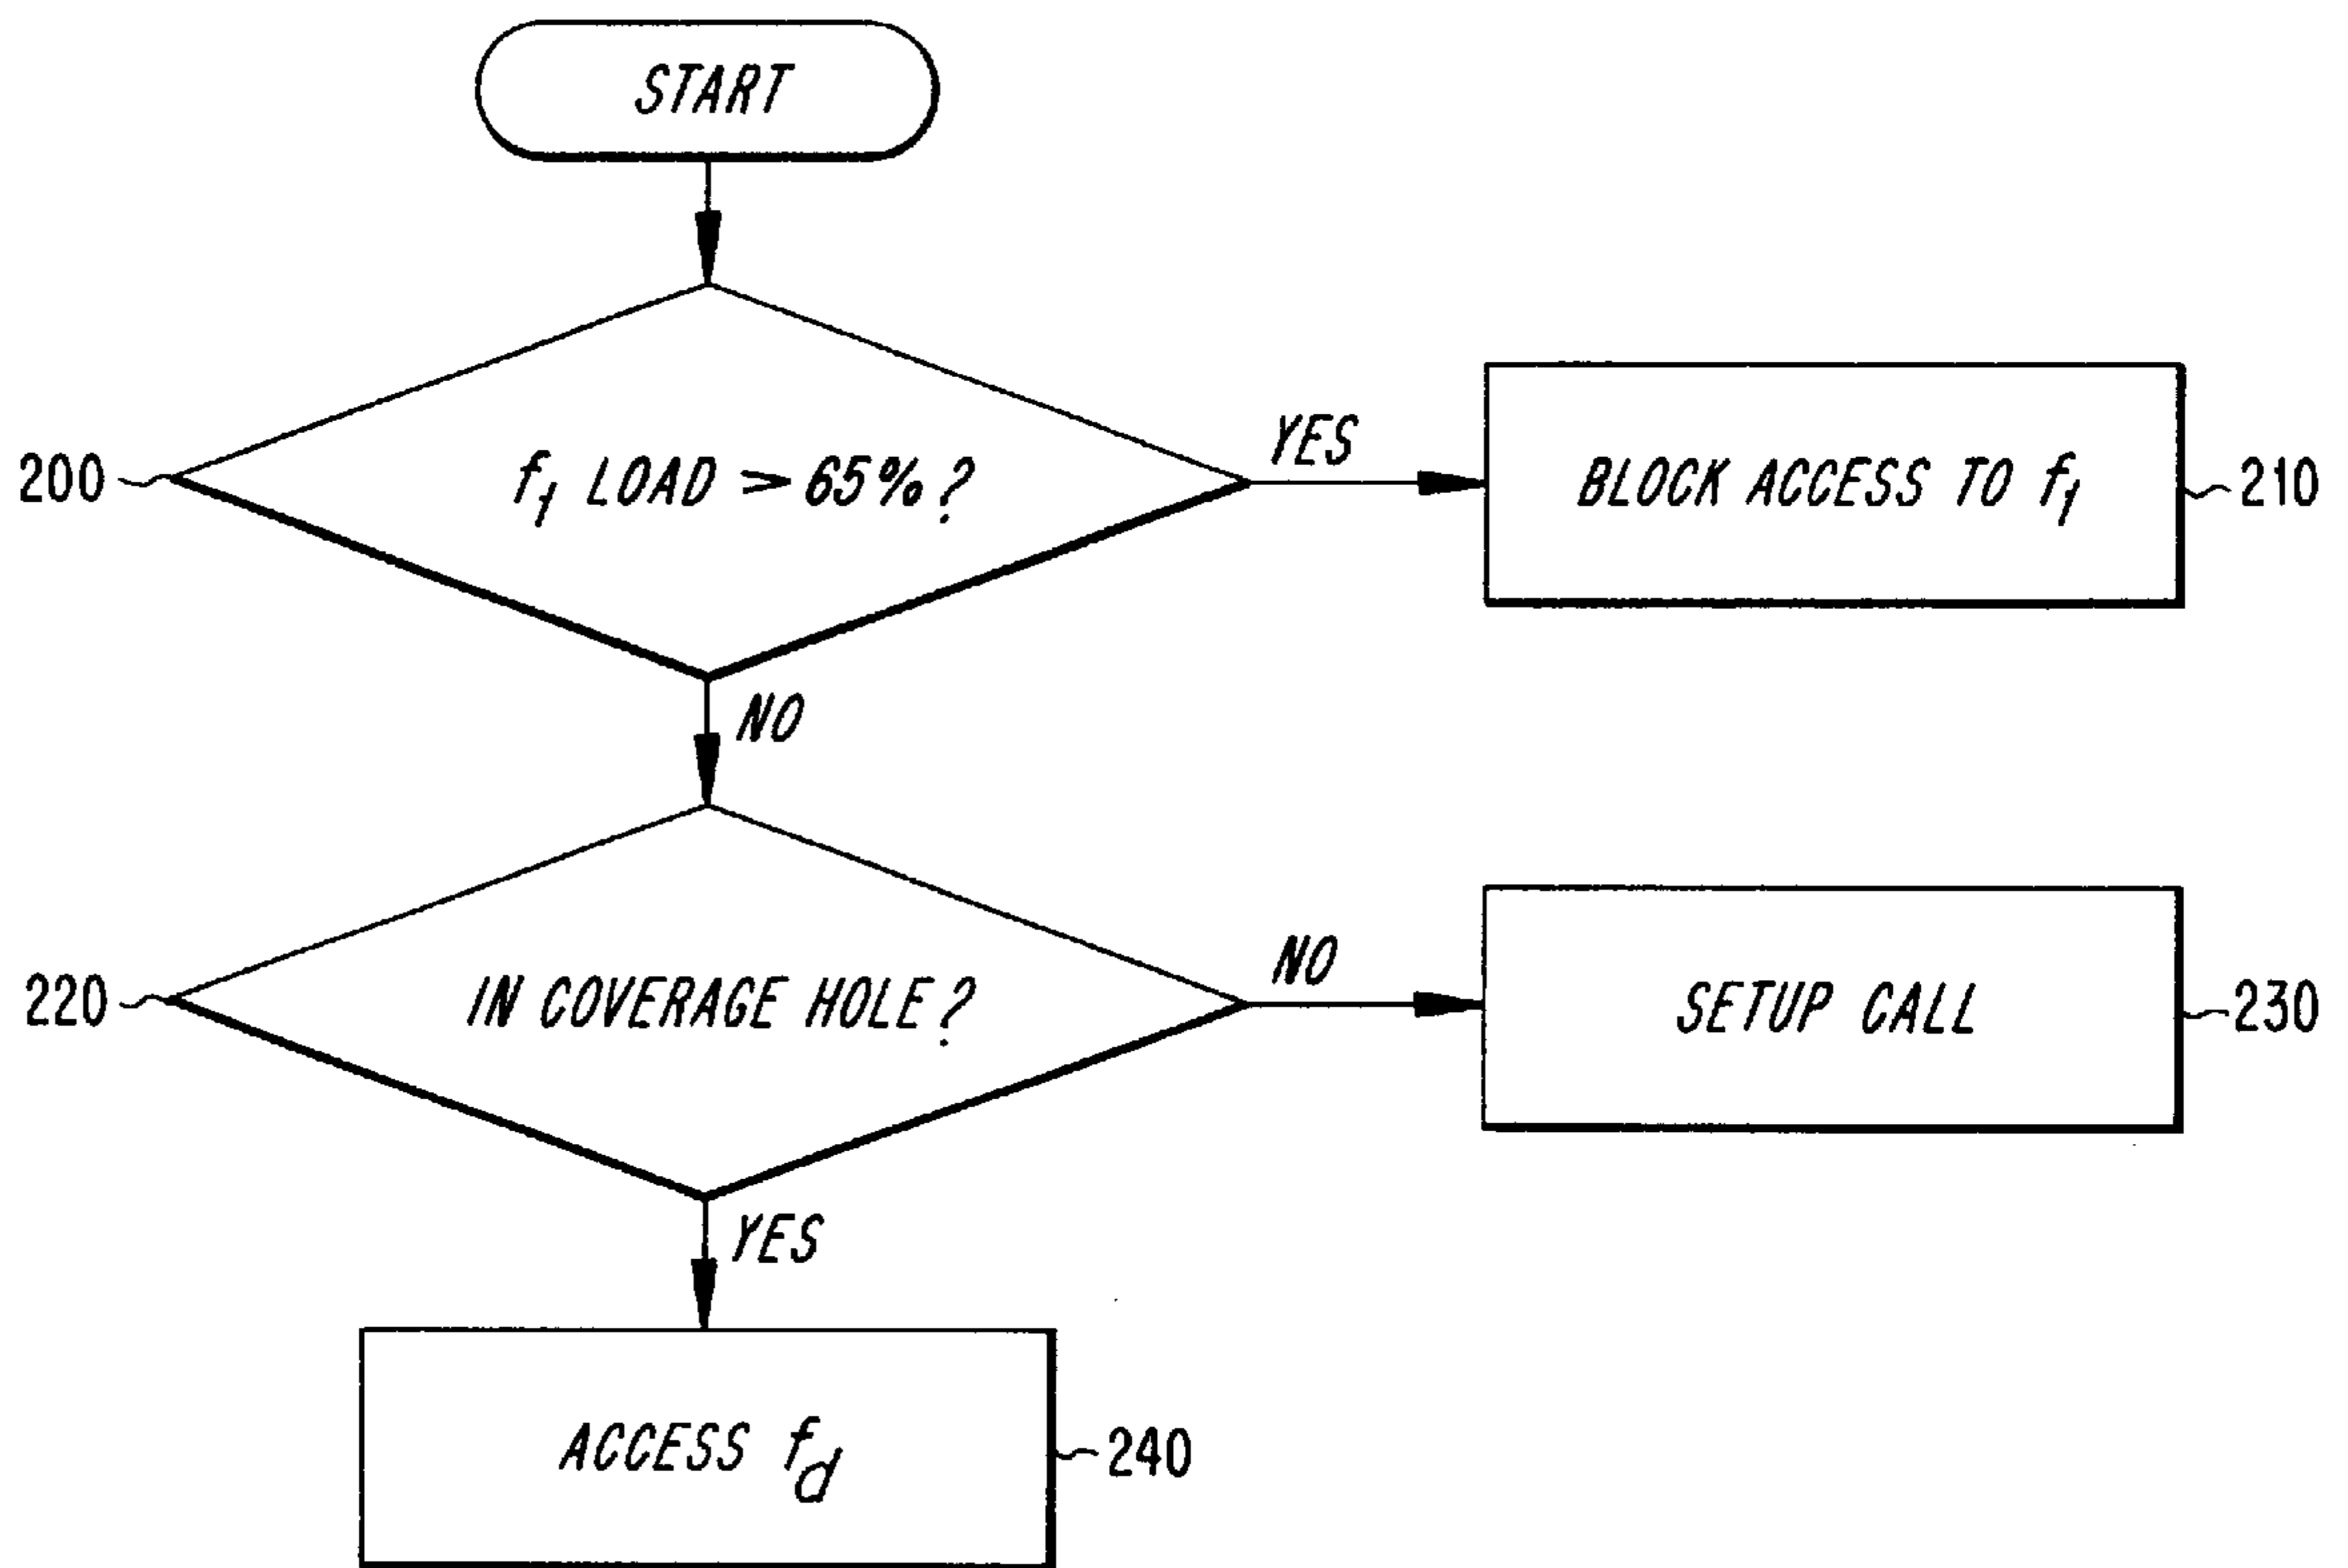 START
200
f1 LOAD > 65% ?
YES
BLOCK ACCESS TO f1
210
NO
220
IN COVERAGE HOLE ?
NO
SETUP CALL
230
YES
ACCESS fd
240